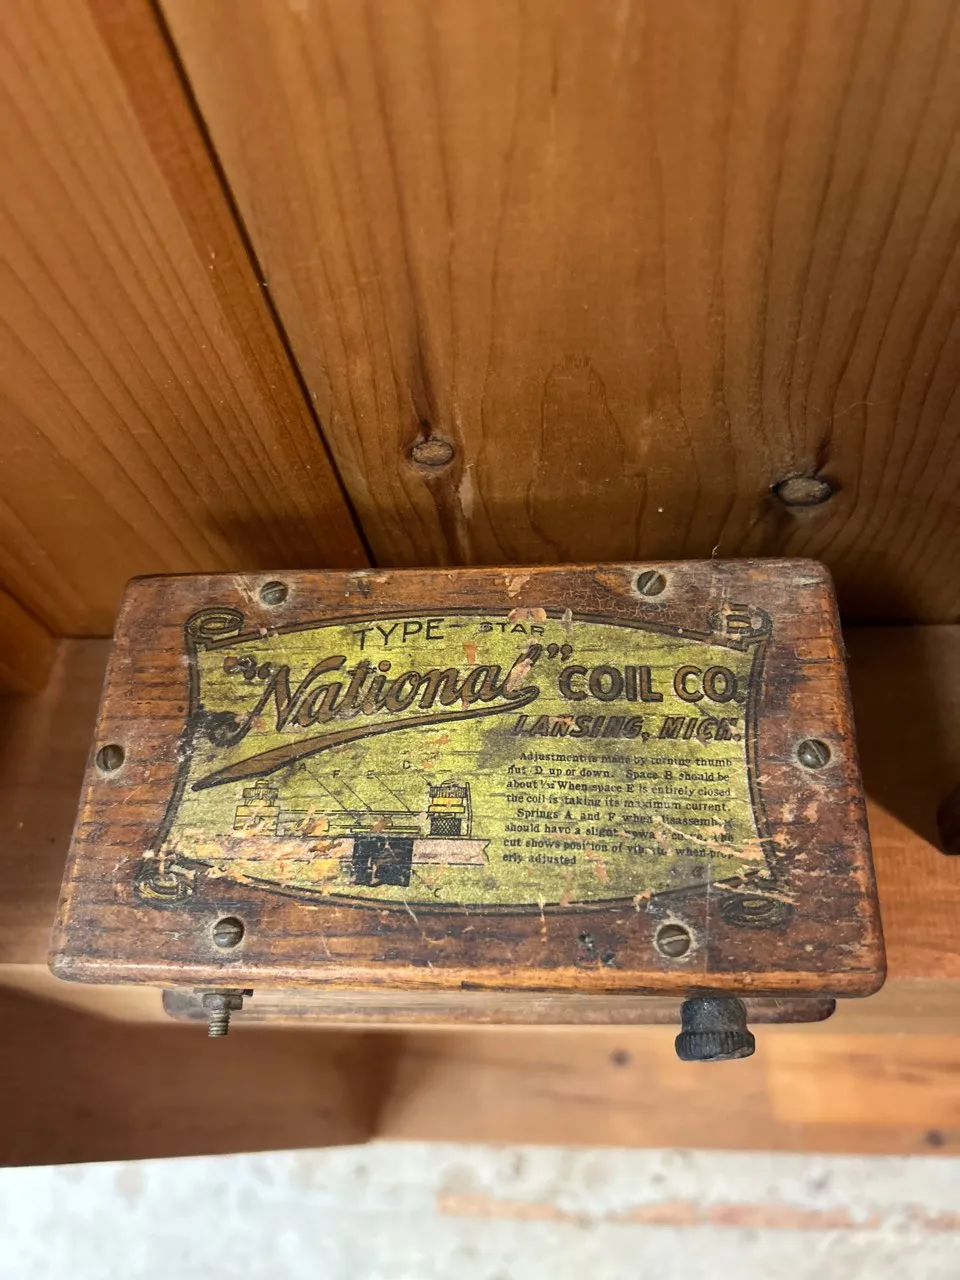 TYPE - STAR
"National" COIL CO.
LANSING, MICH.
A F E D
Adjustment is made by turning thumb
nut D up or down. Space B should be
about 1/32 When space E is entirely closed
the coil is taking its maximum current.
Springs A and F when
should have a slight
cut shows position of when
adjusted
C